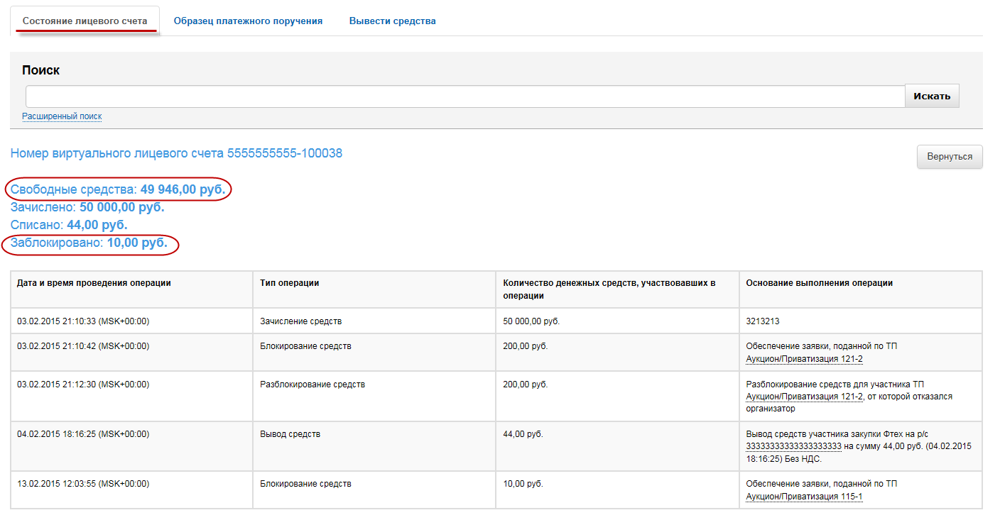 Состояние лицевого счета
Образец платежного поручения
Вывести средства
Поиск
Искать
Расширенный поиск
Номер виртуального лицевого счета 5555555555-100038
Вернуться
Свободные средства: 49 946,00 руб.
Зачислено: 50 000,00 руб.
Списано: 44,00 руб.
Заблокировано: 10,00 руб.
Дата и время проведения операции
Тип операции
Количество денежных средств, участвовавших в
операции
Основание выполнения операции
03.02.2015 21:10:33 (MSK+00:00)
Зачисление средств
50 000,00 руб.
3213213
03.02.2015 21:10:42 (MSK+00:00)
Блокирование средств
200,00 руб.
Обеспечение заявки, поданной по ТП
Аукцион/Приватизация 121-2
03.02.2015 21:12:30 (MSK+00:00)
Разблокирование средств
200,00 руб.
Разблокирование средств для участника ТП
Аукцион/Приватизация 121-2, от которой отказался
организатор
04.02.2015 18:16:25 (MSK+00:00)
Вывод средств
44,00 руб.
Вывод средств участника закупки Фтех на р/с
33333333333333333333 на сумму 44,00 руб. (04.02.2015
18:16:25) Без НДС.
13.02.2015 12:03:55 (MSK+00:00)
Блокирование средств
10,00 руб.
Обеспечение заявки, поданной по ТП
Аукцион/Приватизация 115-1